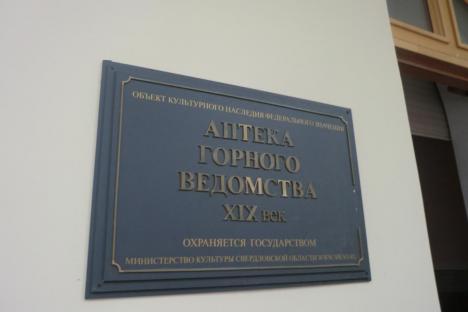 ОБЪЕКТ КУЛЬТУРНОГО НАСЛЕДИЯ ФЕДЕРАЛЬНОГО ЗНАЧЕНИЯ
АПТЕКА
ГОРНОГО
ВЕДОМСТВА
XIX век
ОХРАНЯЕТСЯ ГОСУДАРСТВОМ
МИНИСТЕРСТВО КУЛЬТУРЫ СВЕРДЛОВСКОЙ ОБЛАСТИ